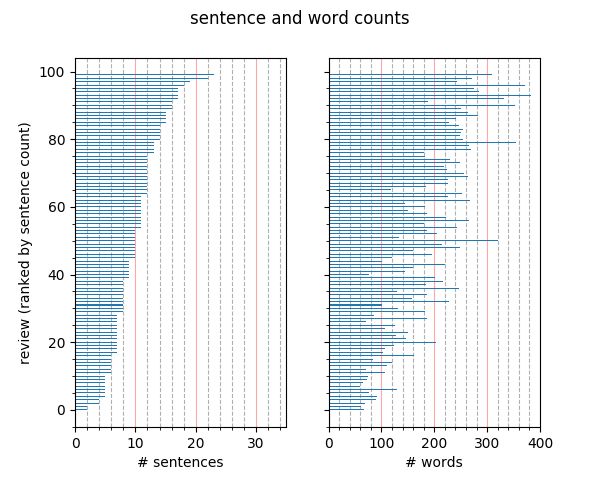 sentence and word counts
review (ranked by sentence count)
100
80
60
40
20
0
0 10 20 30
# sentences
0 100 200 300 400
# words